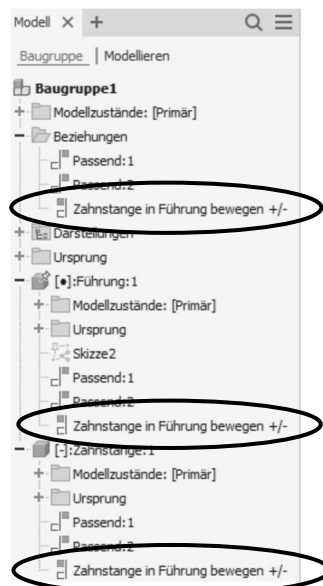 Modell × +
Baugruppe | Modellieren
Baugruppe1
Modellzustände: [Primär]
Beziehungen
Passend:1
Passend:2
Zahnstange in Führung bewegen +/-
Darstellungen
Ursprung
[•]:Führung:1
Modellzustände: [Primär]
Ursprung
Skizze2
Passend:1
Passend:2
Zahnstange in Führung bewegen +/-
[-]:Zahnstange:1
Modellzustände: [Primär]
Ursprung
Passend:1
Passend:2
Zahnstange in Führung bewegen +/-